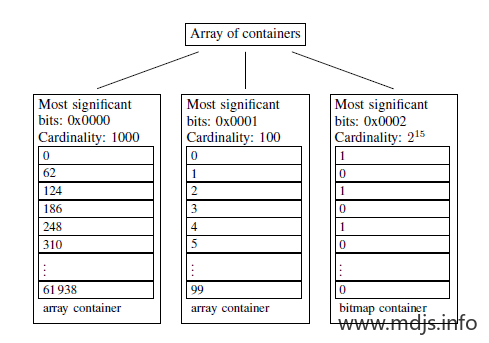 Array of containers
Most significant
bits: 0x0000
Cardinality: 1000
0
62
124
186
248
310
⋮
61 938
array container
Most significant
bits: 0x0001
Cardinality: 100
0
1
2
3
4
5
⋮
99
array container
Most significant
bits: 0x0002
Cardinality: 2¹⁵
1
0
1
0
1
0
⋮
0
bitmap container
www.mdjs.info